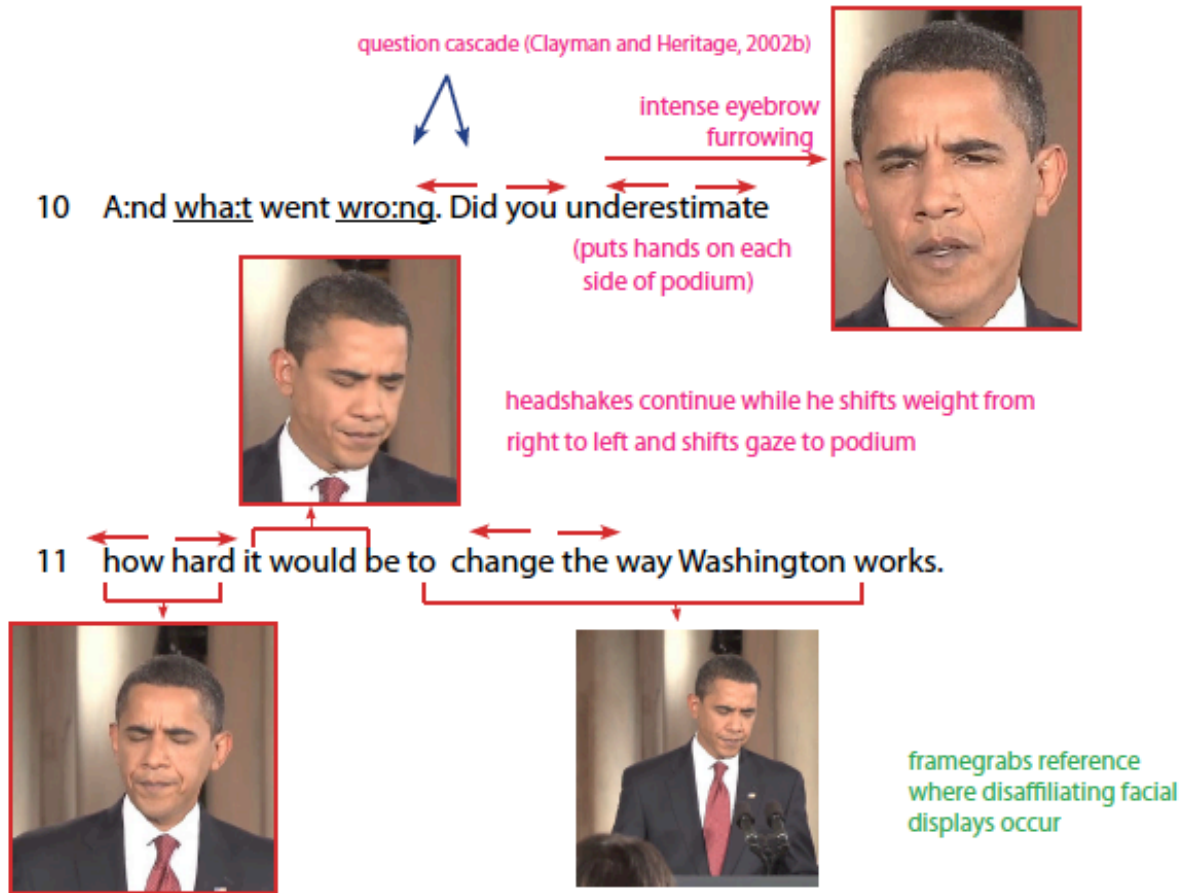 question cascade (Clayman and Heritage, 2002b)
intense eyebrow
furrowing
10 A:nd wha:t went wro:ng. Did you underestimate
(puts hands on each
side of podium)
headshakes continue while he shifts weight from
right to left and shifts gaze to podium
11 how hard it would be to change the way Washington works.
framegrabs reference
where disaffiliating facial
displays occur